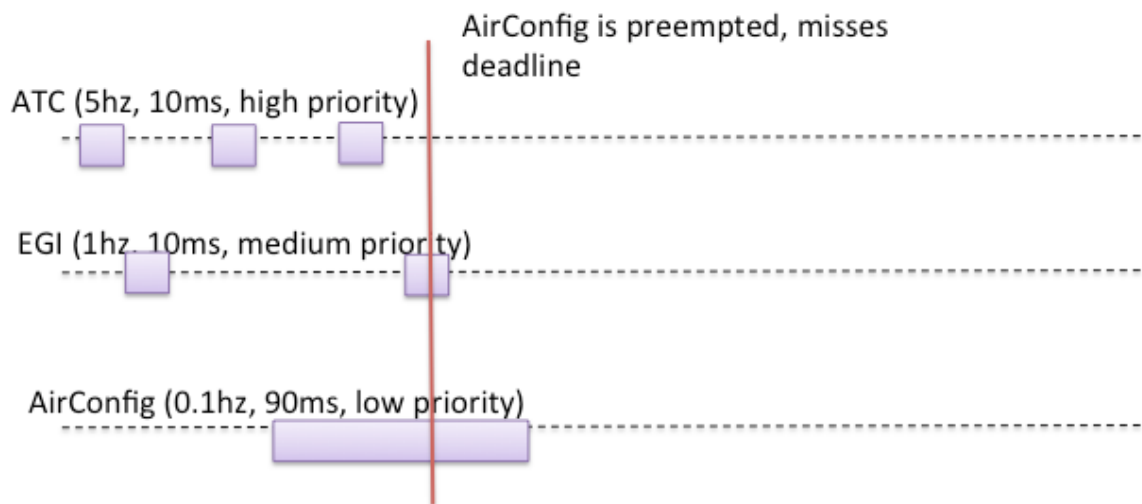 AirConfig is preempted, misses
deadline
ATC (5hz, 10ms, high priority)
EGI (1hz, 10ms, medium priority)
AirConfig (0.1hz, 90ms, low priority)